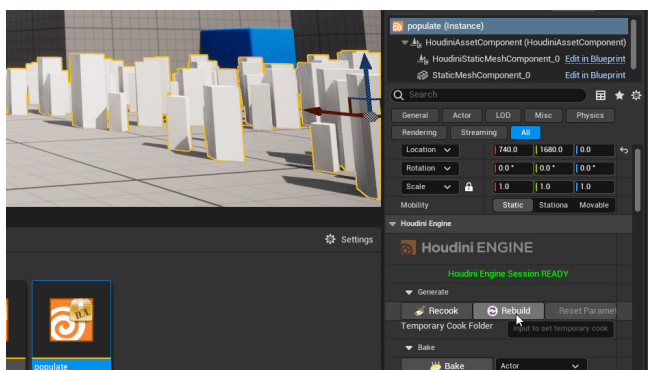 populate (Instance)
HoudiniAssetComponent (HoudiniAssetComponent)
HoudiniStaticMeshComponent_0 Edit in Blueprint
StaticMeshComponent_0 Edit in Blueprint
Search
General Actor LOD Misc Physics
Rendering Streaming All
Location 740.0 1680.0 0.0
Rotation 0.0 ° 0.0 ° 0.0 °
Scale 1.0 1.0 1.0
Mobility Static Stationa Movable
Houdini Engine
Settings
Houdini ENGINE
Houdini Engine Session READY
Generate
Recook Rebuild Reset Paramet
Temporary Cook Folder Input to set temporary cook
Bake
Bake Actor
populate